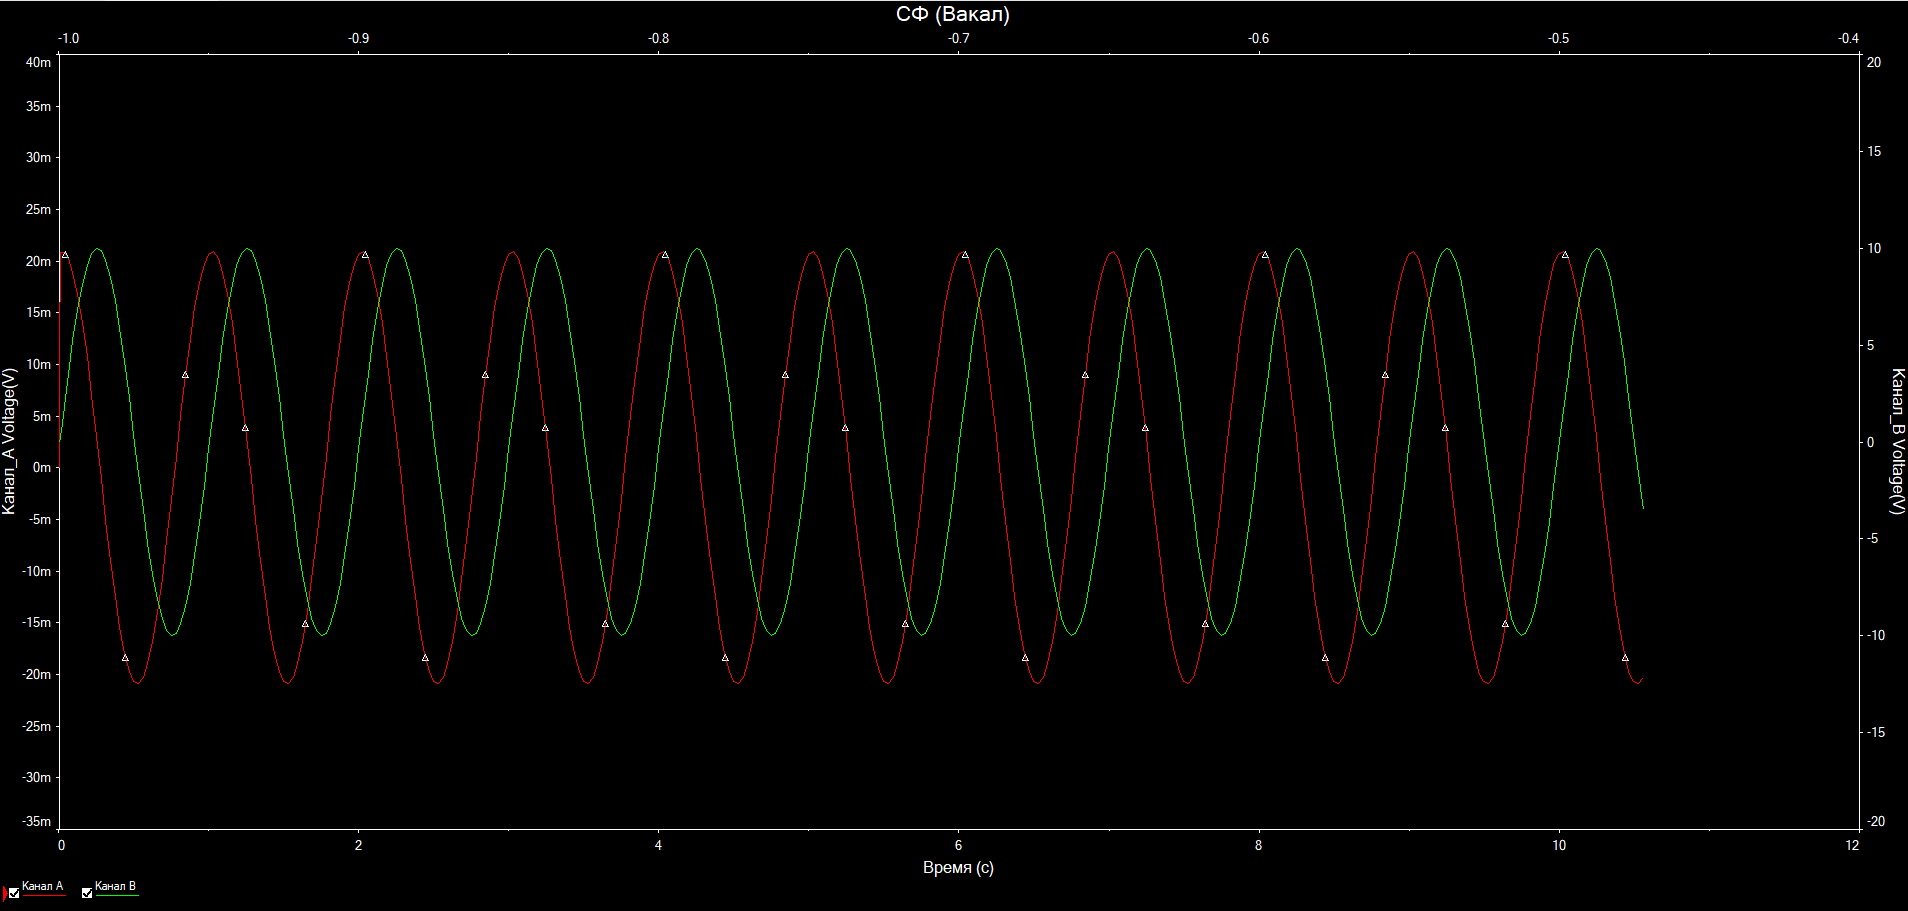 СФ (Вакал)
-1.0 -0.9 -0.8 -0.7 -0.6 -0.5 -0.4
40m 20
35m
30m 15
25m
20m 10
15m
10m 5
5m
0m 0
-5m
-10m -5
-15m -10
-20m
-25m -15
-30m
-35m -20
Канал_A Voltage(V)
Канал_B Voltage(V)
0 2 4 6 8 10 12
Время (с)
Канал A Канал B